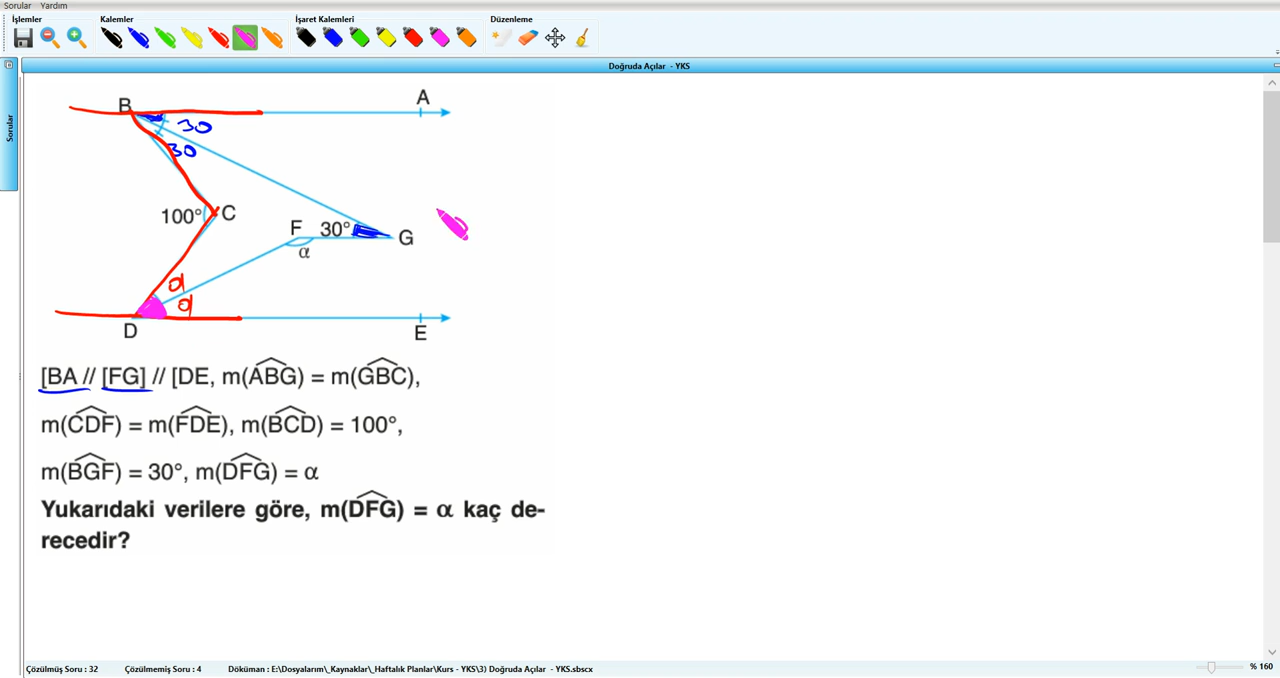 Sorular Yardım
İşlemler Kalemler İşaret Kalemleri Düzenleme
Doğruda Açılar - YKS
Sorular
B A
30
30
100° C
F 30° G
α
α
α
D E
[BA // [FG] // [DE, m(ABG) = m(GBC),
m(CDF) = m(FDE), m(BCD) = 100°,
m(BGF) = 30°, m(DFG) = α
Yukarıdaki verilere göre, m(DFG) = α kaç de-
recedir?
Çözülmüş Soru : 32 Çözülmemiş Soru : 4 Döküman : E:\Dosyalarım\_Kaynaklar\_Haftalık Planlar\Kurs - YKS\3) Doğruda Açılar - YKS.sbscx % 160